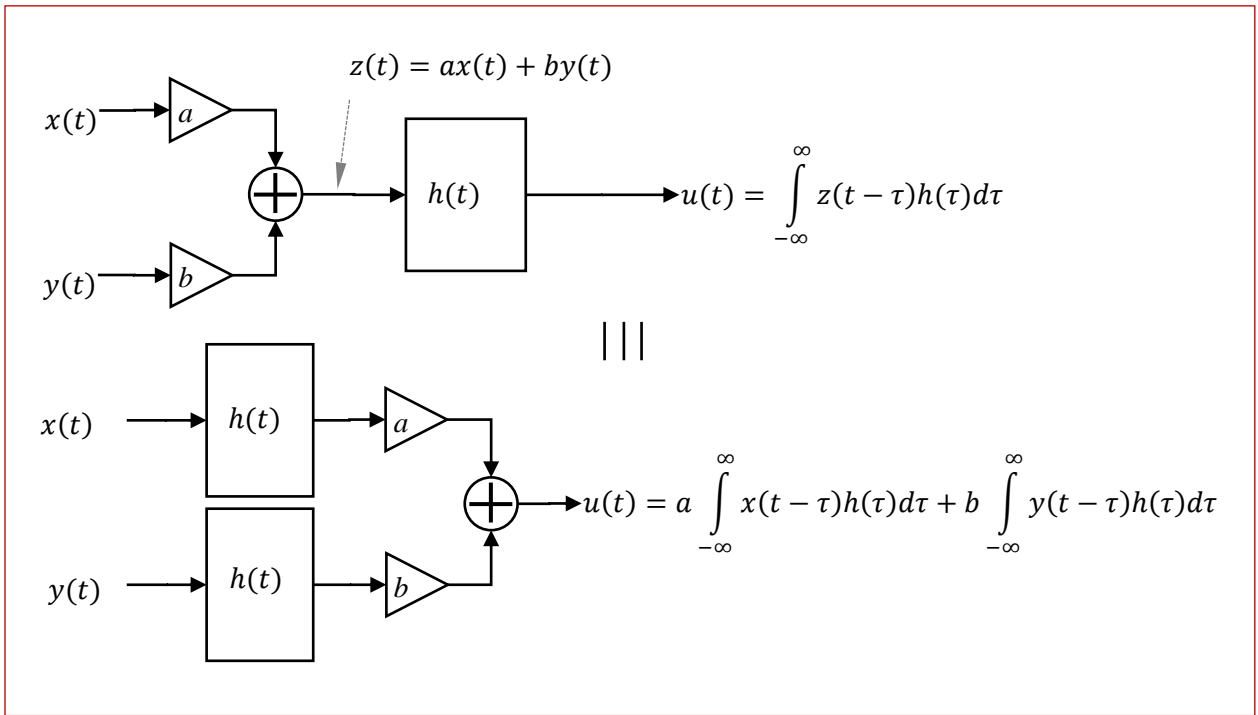 z(t) = ax(t) + by(t)
x(t)
a
h(t)
u(t) = ∫_{-∞}^{∞} z(t − τ)h(τ)dτ
y(t)
b
|||
x(t)
h(t)
a
u(t) = a ∫_{-∞}^{∞} x(t − τ)h(τ)dτ + b ∫_{-∞}^{∞} y(t − τ)h(τ)dτ
y(t)
h(t)
b